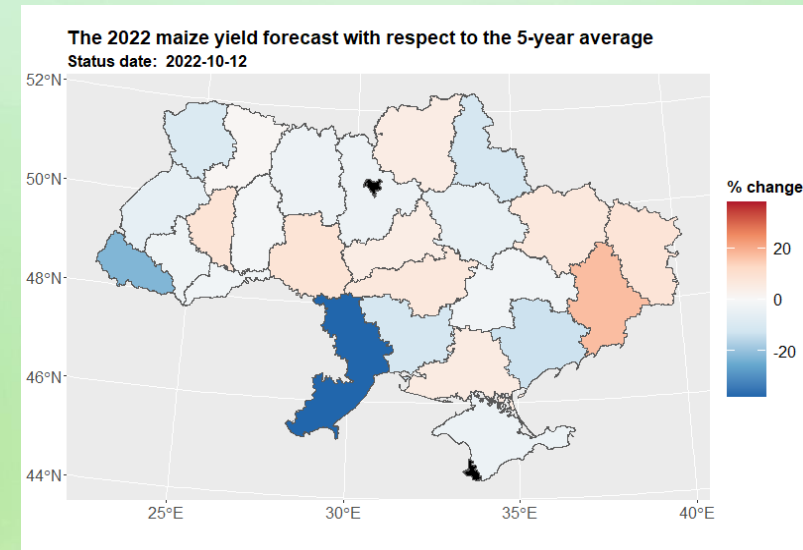 The 2022 maize yield forecast with respect to the 5-year average
Status date: 2022-10-12
52°N
50°N
48°N
46°N
44°N
25°E
30°E
35°E
40°E
% change
20
0
-20